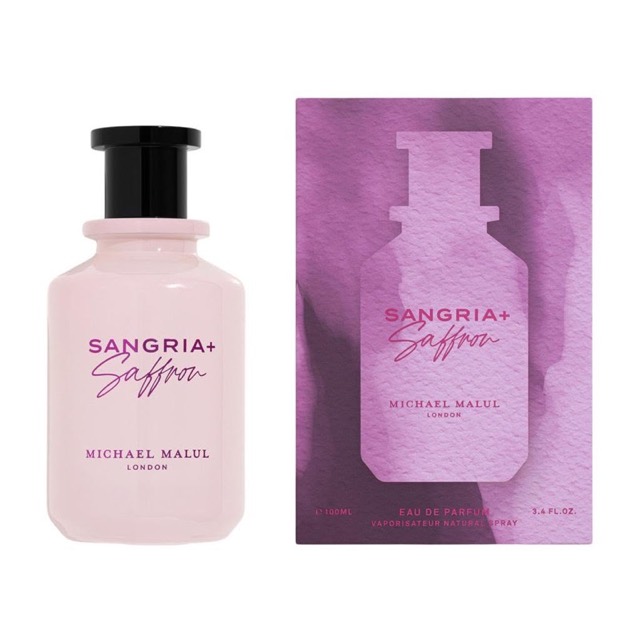 SANGRIA+
Saffron
MICHAEL MALUL
LONDON
SANGRIA+
Saffron
MICHAEL MALUL
LONDON
℮ 100ML EAU DE PARFUM 3.4 FL.OZ.
VAPORISATEUR NATURAL SPRAY